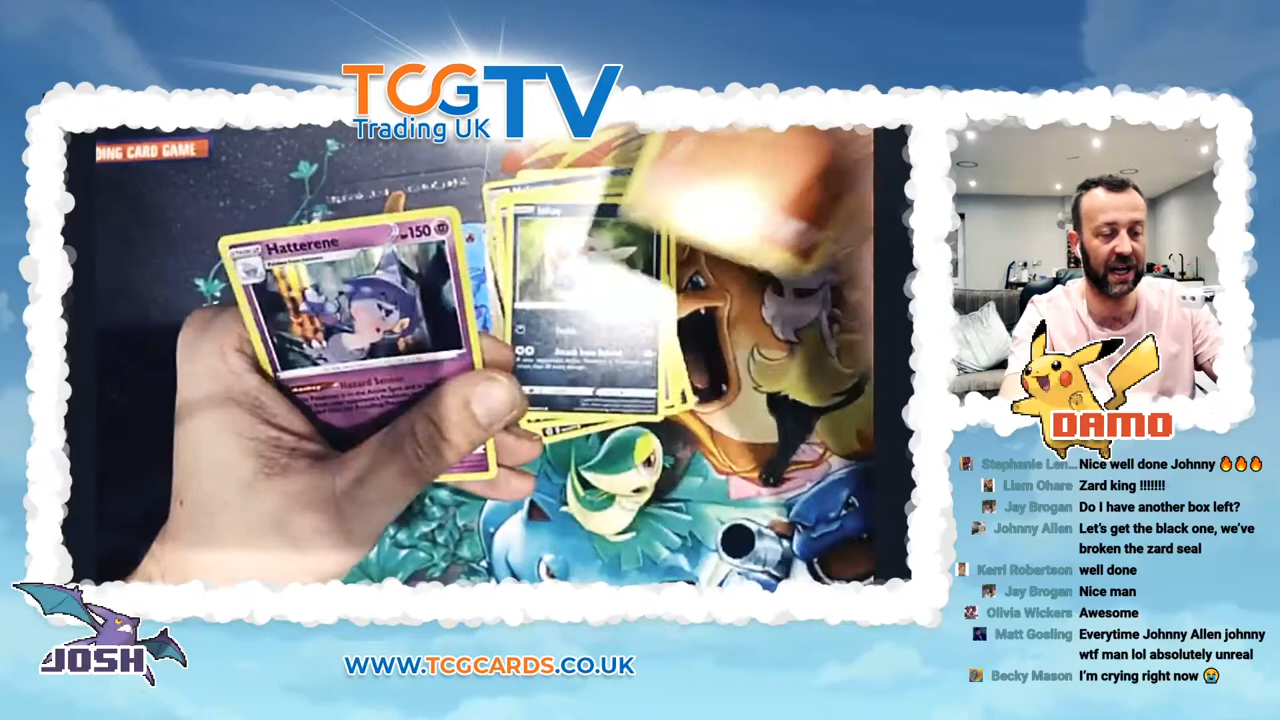 TCG TV
Trading UK
DING CARD GAME
Hatterene
150
Hazard Sensor
DAMO
Stephanie Len... Nice well done Johnny 🔥🔥🔥
Liam Ohare Zard king !!!!!!!
Jay Brogan Do I have another box left?
Johnny Allen Let's get the black one, we've
broken the zard seal
Kerri Robertson well done
Jay Brogan Nice man
Olivia Wickers Awesome
Matt Gosling Everytime Johnny Allen johnny
wtf man lol absolutely unreal
Becky Mason I'm crying right now 😭
JOSH
WWW.TCGCARDS.CO.UK